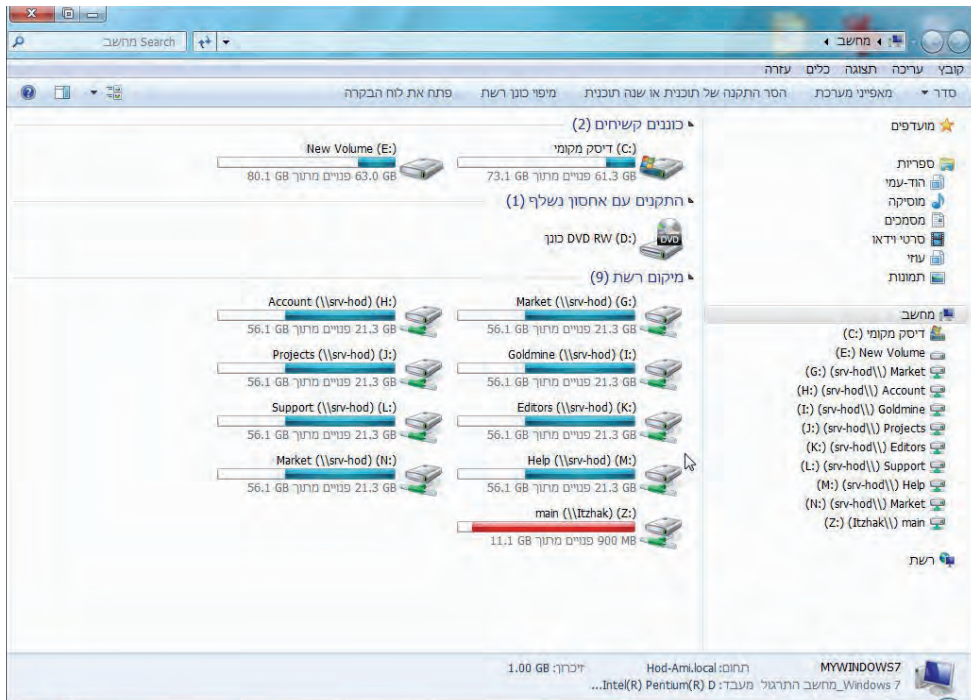 מחשב
Search מחשב
קובץ עריכה תצוגה כלים עזרה
סדר מאפייני מערכת הסר התקנה של תוכנית או שנה תוכנית מיפוי כונן רשת פתח את לוח הבקרה
מועדפים
ספריות
הוד-עמי
מוסיקה
מסמכים
סרטי וידאו
עוזי
תמונות
מחשב
דיסק מקומי (C:)
(E:) New Volume
(G:) (srv-hod\\) Market
(H:) (srv-hod\\) Account
(I:) (srv-hod\\) Goldmine
(J:) (srv-hod\\) Projects
(K:) (srv-hod\\) Editors
(L:) (srv-hod\\) Support
(M:) (srv-hod\\) Help
(N:) (srv-hod\\) Market
(Z:) (Itzhak\\) main
רשת
כוננים קשיחים (2)
דיסק מקומי (C:)
61.3 GB פנויים מתוך 73.1 GB
New Volume (E:)
63.0 GB פנויים מתוך 80.1 GB
התקנים עם אחסון נשלף (1)
כונן DVD RW (D:)
DVD
מיקום רשת (9)
Market (\\srv-hod) (G:)
21.3 GB פנויים מתוך 56.1 GB
Account (\\srv-hod) (H:)
21.3 GB פנויים מתוך 56.1 GB
Goldmine (\\srv-hod) (I:)
21.3 GB פנויים מתוך 56.1 GB
Projects (\\srv-hod) (J:)
21.3 GB פנויים מתוך 56.1 GB
Editors (\\srv-hod) (K:)
21.3 GB פנויים מתוך 56.1 GB
Support (\\srv-hod) (L:)
21.3 GB פנויים מתוך 56.1 GB
Help (\\srv-hod) (M:)
21.3 GB פנויים מתוך 56.1 GB
Market (\\srv-hod) (N:)
21.3 GB פנויים מתוך 56.1 GB
main (\\Itzhak) (Z:)
900 MB פנויים מתוך 11.1 GB
MYWINDOWS7 תחום: Hod-Ami.local זיכרון: 1.00 GB
Windows 7_מחשב התרגול מעבד: Intel(R) Pentium(R) D...